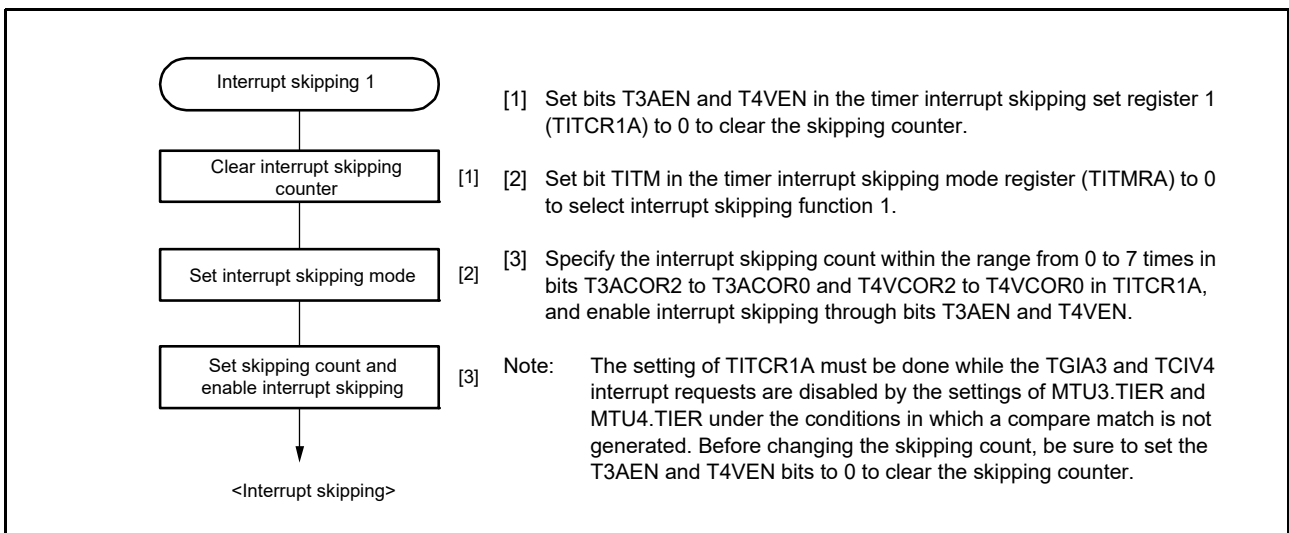 Interrupt skipping 1
Clear interrupt skipping
counter
[1]
Set interrupt skipping mode
[2]
Set skipping count and
enable interrupt skipping
[3]
<Interrupt skipping>
[1] Set bits T3AEN and T4VEN in the timer interrupt skipping set register 1
(TITCR1A) to 0 to clear the skipping counter.
[2] Set bit TITM in the timer interrupt skipping mode register (TITMRA) to 0
to select interrupt skipping function 1.
[3] Specify the interrupt skipping count within the range from 0 to 7 times in
bits T3ACOR2 to T3ACOR0 and T4VCOR2 to T4VCOR0 in TITCR1A,
and enable interrupt skipping through bits T3AEN and T4VEN.
Note: The setting of TITCR1A must be done while the TGIA3 and TCIV4
interrupt requests are disabled by the settings of MTU3.TIER and
MTU4.TIER under the conditions in which a compare match is not
generated. Before changing the skipping count, be sure to set the
T3AEN and T4VEN bits to 0 to clear the skipping counter.